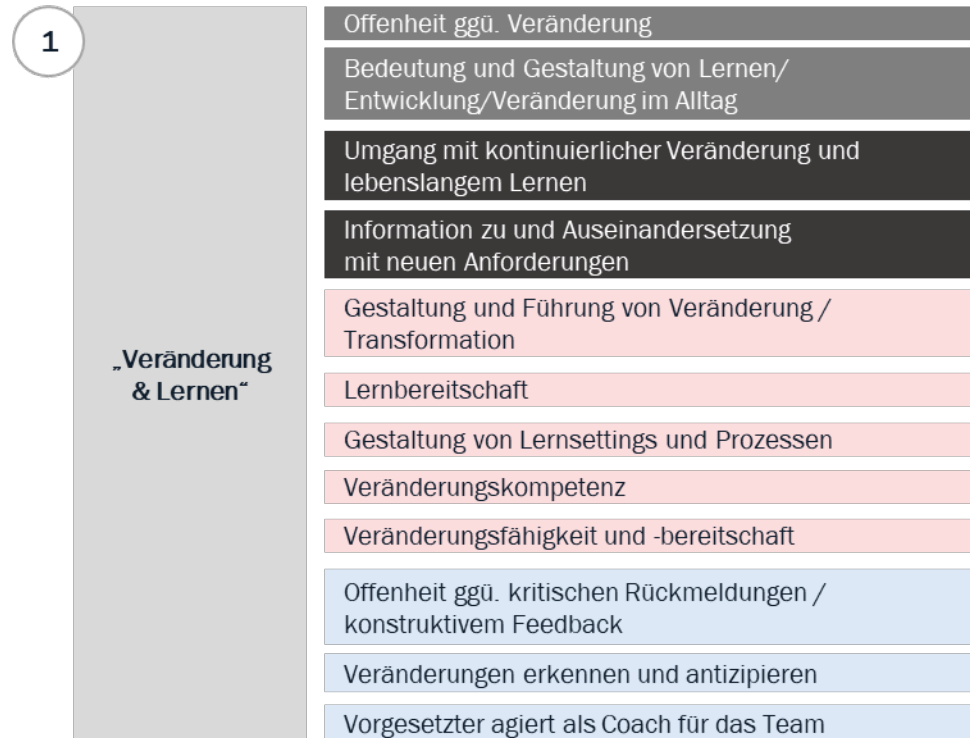 1
„Veränderung
& Lernen“
Offenheit ggü. Veränderung
Bedeutung und Gestaltung von Lernen/
Entwicklung/Veränderung im Alltag
Umgang mit kontinuierlicher Veränderung und
lebenslangem Lernen
Information zu und Auseinandersetzung
mit neuen Anforderungen
Gestaltung und Führung von Veränderung /
Transformation
Lernbereitschaft
Gestaltung von Lernsettings und Prozessen
Veränderungskompetenz
Veränderungsfähigkeit und -bereitschaft
Offenheit ggü. kritischen Rückmeldungen /
konstruktivem Feedback
Veränderungen erkennen und antizipieren
Vorgesetzter agiert als Coach für das Team